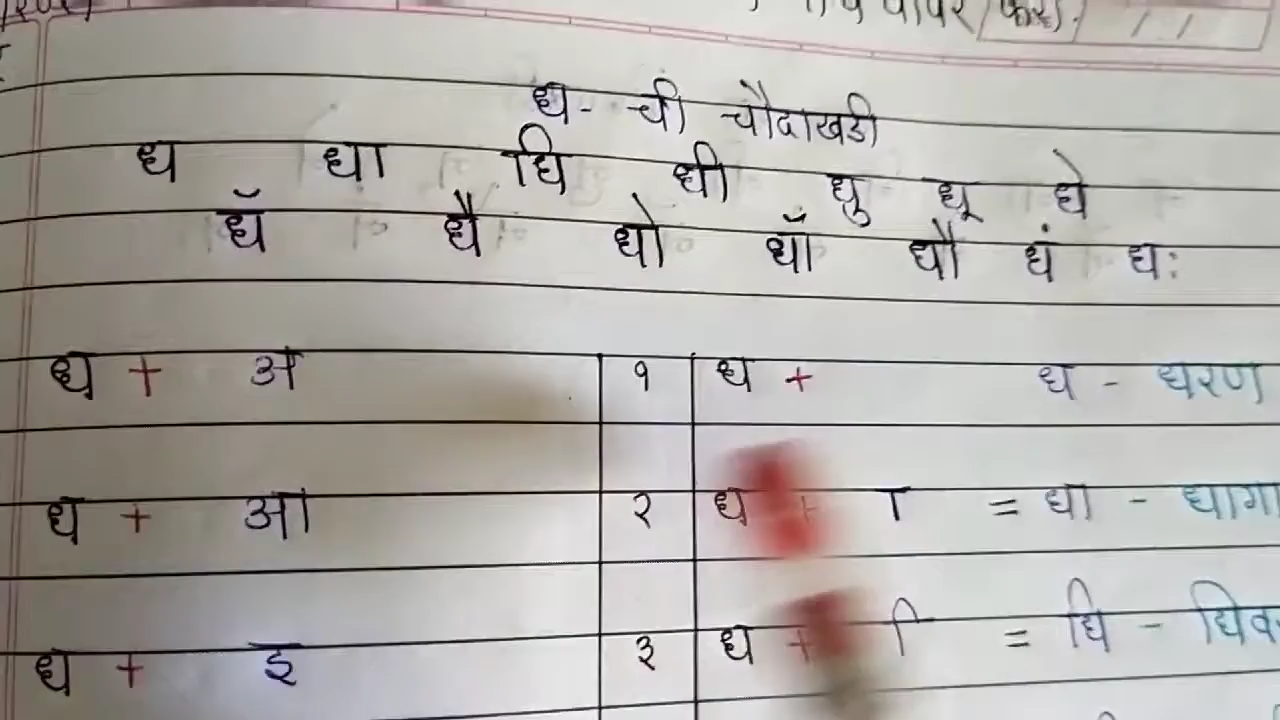 ध - ची चौदाखडी
ध धा धि धी धु धू धे
धॅ धै धो धॉ धौ धं धः
ध + अ १ ध + ध - धरण
ध + आ २ ध + ा = धा - धागा
ध + इ ३ ध + ि = धि -